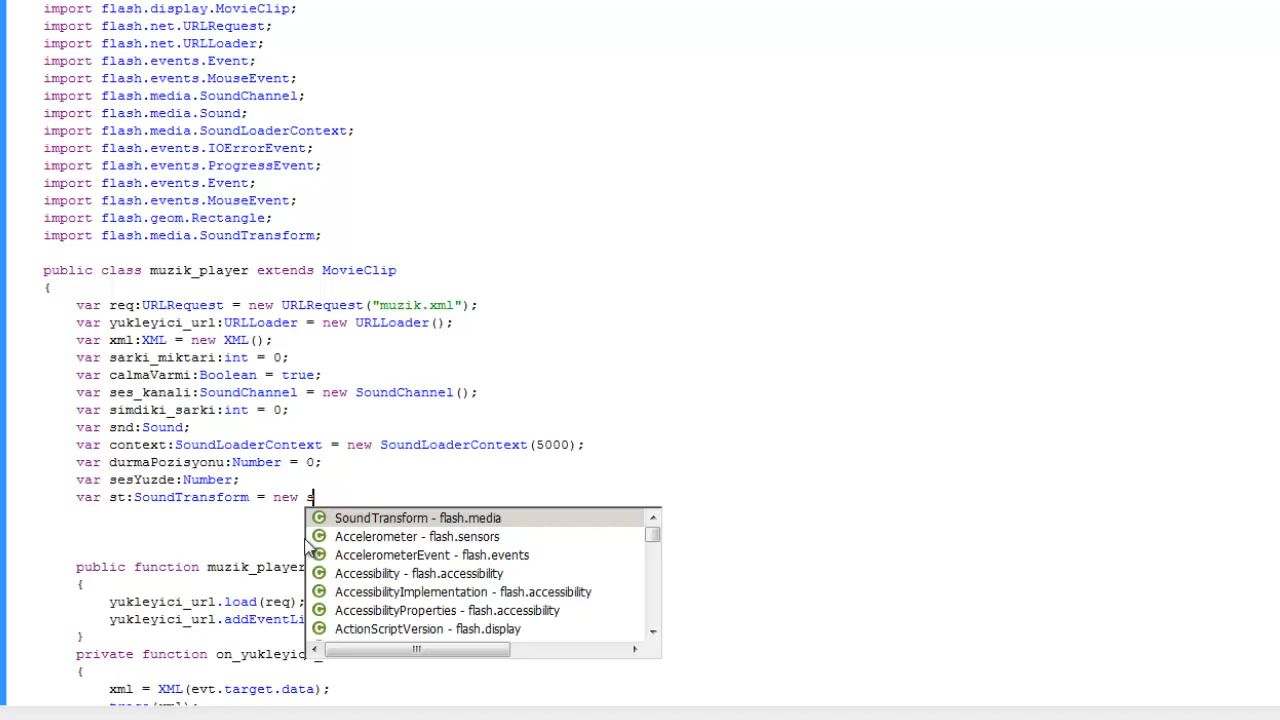 import flash.display.MovieClip;
import flash.net.URLRequest;
import flash.net.URLLoader;
import flash.events.Event;
import flash.events.MouseEvent;
import flash.media.SoundChannel;
import flash.media.Sound;
import flash.media.SoundLoaderContext;
import flash.events.IOErrorEvent;
import flash.events.ProgressEvent;
import flash.events.Event;
import flash.events.MouseEvent;
import flash.geom.Rectangle;
import flash.media.SoundTransform;
public class muzik_player extends MovieClip
{
var req:URLRequest = new URLRequest("muzik.xml");
var yukleyici_url:URLLoader = new URLLoader();
var xml:XML = new XML();
var sarki_miktari:int = 0;
var calmaVarmi:Boolean = true;
var ses_kanali:SoundChannel = new SoundChannel();
var simdiki_sarki:int = 0;
var snd:Sound;
var context:SoundLoaderContext = new SoundLoaderContext(5000);
var durmaPozisyonu:Number = 0;
var sesYuzde:Number;
var st:SoundTransform = new s
SoundTransform - flash.media
Accelerometer - flash.sensors
AccelerometerEvent - flash.events
Accessibility - flash.accessibility
AccessibilityImplementation - flash.accessibility
AccessibilityProperties - flash.accessibility
ActionScriptVersion - flash.display
public function muzik_player
{
yukleyici_url.load(req);
yukleyici_url.addEventLi
}
private function on_yukleyic
{
xml = XML(evt.target.data);
trace(xml);